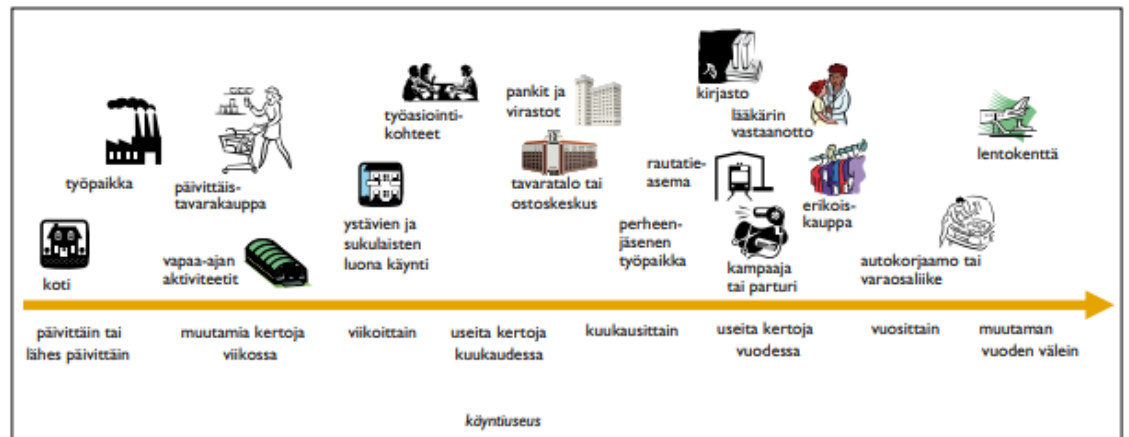 työpaikka
päivittäis-
tavarakauppa
työasiointi-
kohteet
pankit ja
virastot
kirjasto
lääkärin
vastaanotto
lentokenttä
koti
vapaa-ajan
aktiviteetit
ystävien ja
sukulaisten
luona käynti
tavaratalo tai
ostoskeskus
rautatie-
asema
perheen-
jäsenen
työpaikka
kampaaja
tai parturi
erikois-
kauppa
autokorjaamo tai
varaosaliike
päivittäin tai
lähes päivittäin
muutamia kertoja
viikossa
viikoittain
useita kertoja
kuukaudessa
kuukausittain
useita kertoja
vuodessa
vuosittain
muutaman
vuoden välein
käyntiuseus